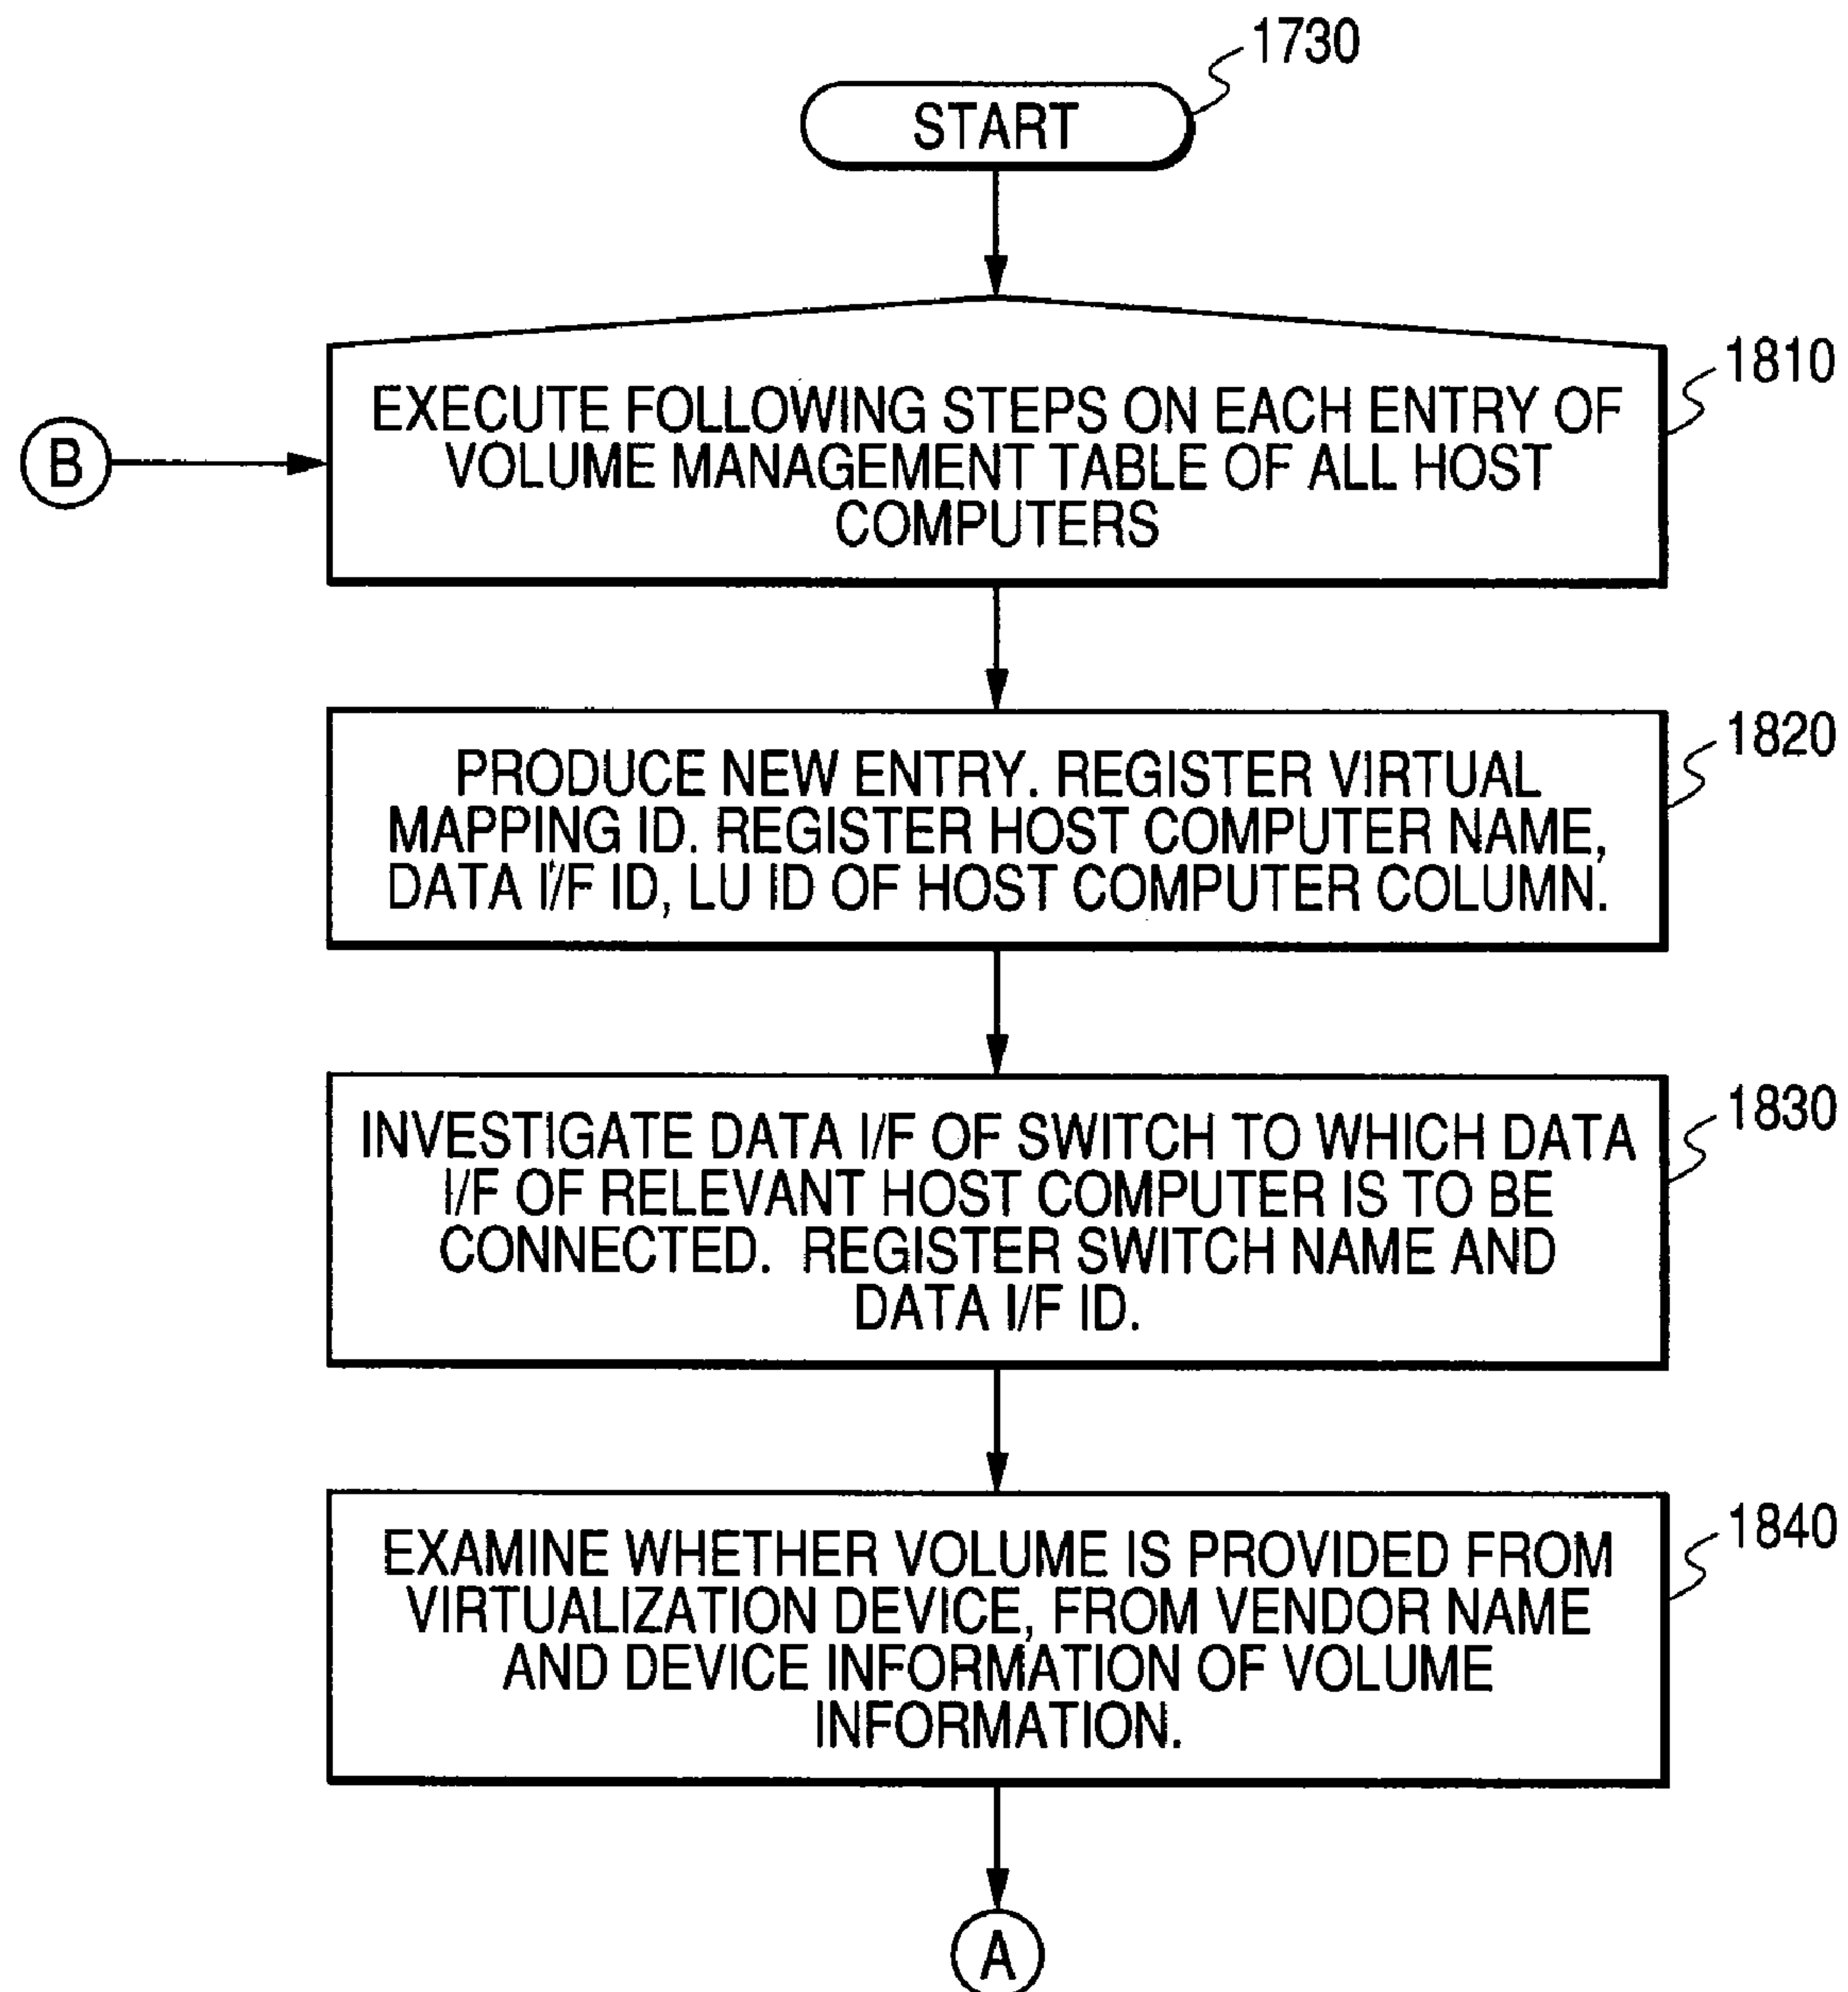 1730
START
1810
EXECUTE FOLLOWING STEPS ON EACH ENTRY OF
VOLUME MANAGEMENT TABLE OF ALL HOST
COMPUTERS
B
1820
PRODUCE NEW ENTRY. REGISTER VIRTUAL
MAPPING ID. REGISTER HOST COMPUTER NAME,
DATA I/F ID, LU ID OF HOST COMPUTER COLUMN.
1830
INVESTIGATE DATA I/F OF SWITCH TO WHICH DATA
I/F OF RELEVANT HOST COMPUTER IS TO BE
CONNECTED. REGISTER SWITCH NAME AND
DATA I/F ID.
1840
EXAMINE WHETHER VOLUME IS PROVIDED FROM
VIRTUALIZATION DEVICE, FROM VENDOR NAME
AND DEVICE INFORMATION OF VOLUME
INFORMATION.
A